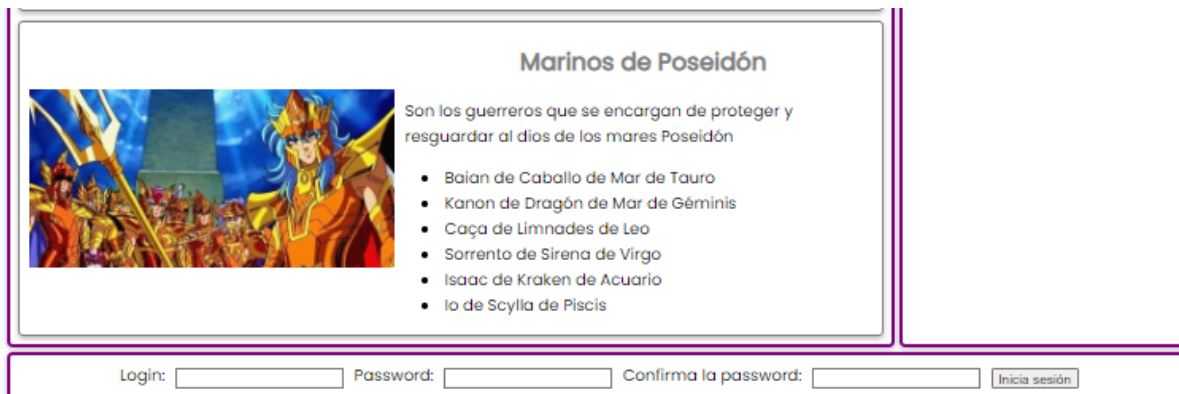 Marinos de Poseidón
Son los guerreros que se encargan de proteger y
resguardar al dios de los mares Poseidón
Baian de Caballo de Mar de Tauro
Kanon de Dragón de Mar de Géminis
Caça de Limnades de Leo
Sorrento de Sirena de Virgo
Isaac de Kraken de Acuario
Io de Scylla de Piscis
Login: Password: Confirma la password: Inicia sesión